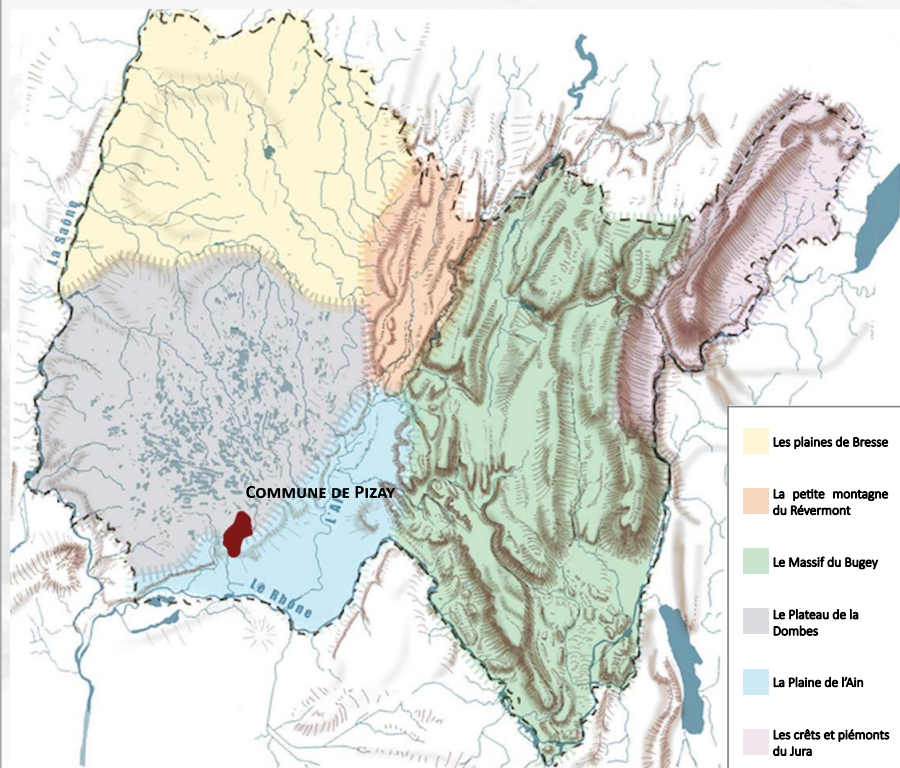 La Saône
COMMUNE DE PIZAY
Le Rhône
Les plaines de Bresse
La petite montagne
du Révermont
Le Massif du Bugey
Le Plateau de la
Dombes
La Plaine de l'Ain
Les crêts et piémonts
du Jura